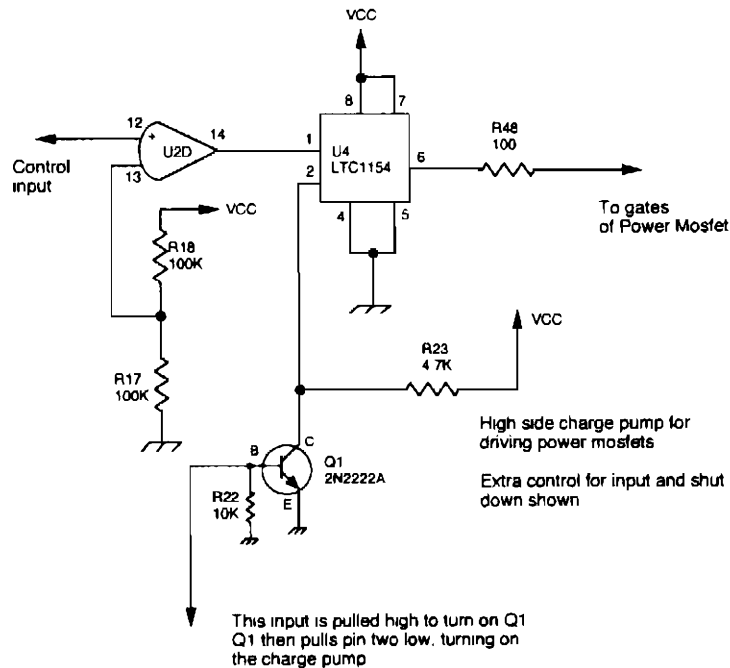 VCC
8
7
12
+
14
U2D
1
U4
LTC1154
R48
100
6
Control
input
13
2
VCC
4
5
To gates
of Power Mosfet
R18
100K
VCC
R23
4 7K
R17
100K
High side charge pump for
driving power mosfets
C
B
Q1
2N2222A
Extra control for input and shut
down shown
R22
10K
E
This input is pulled high to turn on Q1
Q1 then pulls pin two low, turning on
the charge pump